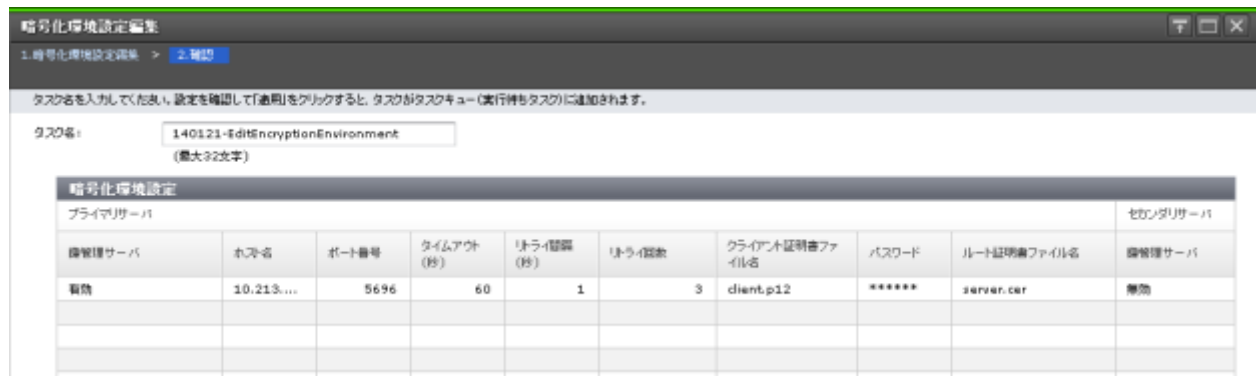 暗号化環境設定編集
1.暗号化環境設定編集 > 2.確認
タスク名を入力してください。設定を確認して「適用」をクリックすると、タスクがタスクキュー(実行待ちタスク)に追加されます。
タスク名: 140121-EditEncryptionEnvironment
(最大32文字)
暗号化環境設定
プライマリサーバ セカンダリサーバ
鍵管理サーバ ホスト名 ポート番号 タイムアウト(秒) リトライ間隔(秒) リトライ回数 クライアント証明書ファイル名 パスワード ルート証明書ファイル名 鍵管理サーバ
有効 10.213.... 5696 60 1 3 client.p12 ****** server.cer 無効